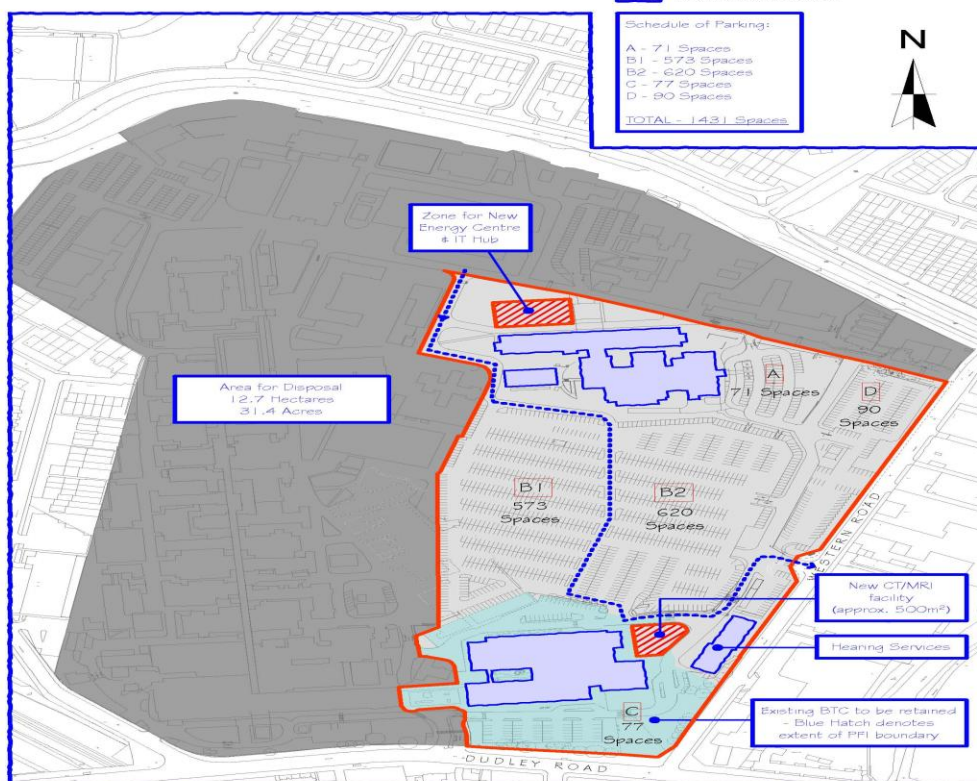 Schedule of Parking:
A - 71 Spaces
B1 - 573 Spaces
B2 - 620 Spaces
C - 77 Spaces
D - 90 Spaces
TOTAL - 1431 Spaces
N
Zone for New
Energy Centre
& IT Hub
Area for Disposal
12.7 Hectares
31.4 Acres
A
71 Spaces
D
90
Spaces
B1
573
Spaces
B2
620
Spaces
WESTERN ROAD
New CT/MRI
facility
(approx. 500m²)
Hearing Services
Existing BTC to be retained
- Blue Hatch denotes
extent of PFI boundary
C
77
Spaces
DUDLEY ROAD